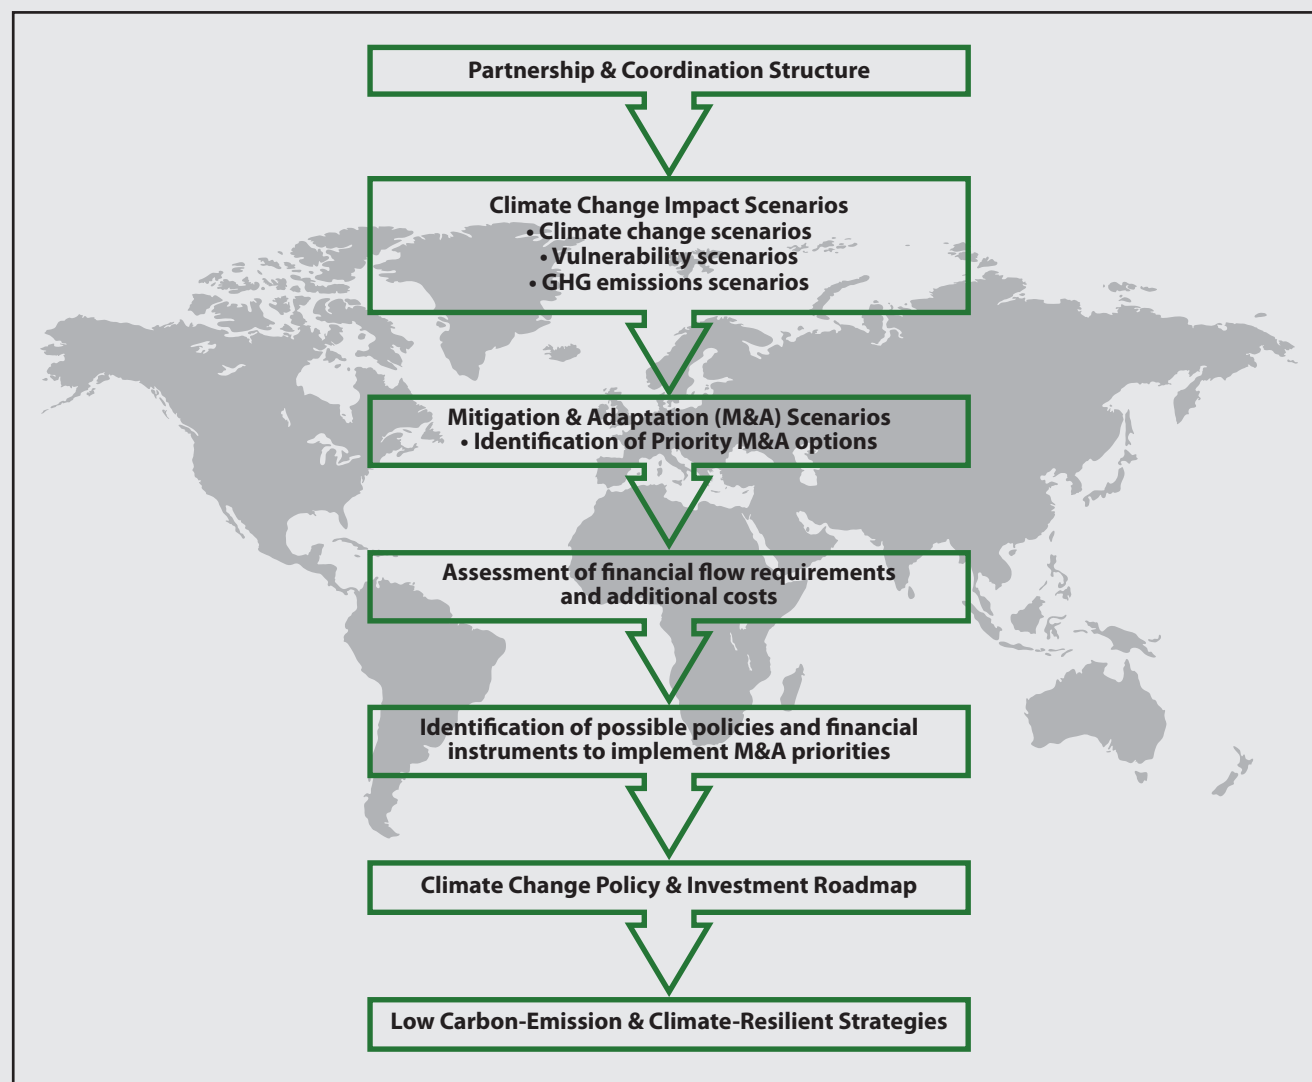 Partnership & Coordination Structure
Climate Change Impact Scenarios
• Climate change scenarios
• Vulnerability scenarios
• GHG emissions scenarios
Mitigation & Adaptation (M&A) Scenarios
• Identification of Priority M&A options
Assessment of financial flow requirements
and additional costs
Identification of possible policies and financial
instruments to implement M&A priorities
Climate Change Policy & Investment Roadmap
Low Carbon-Emission & Climate-Resilient Strategies